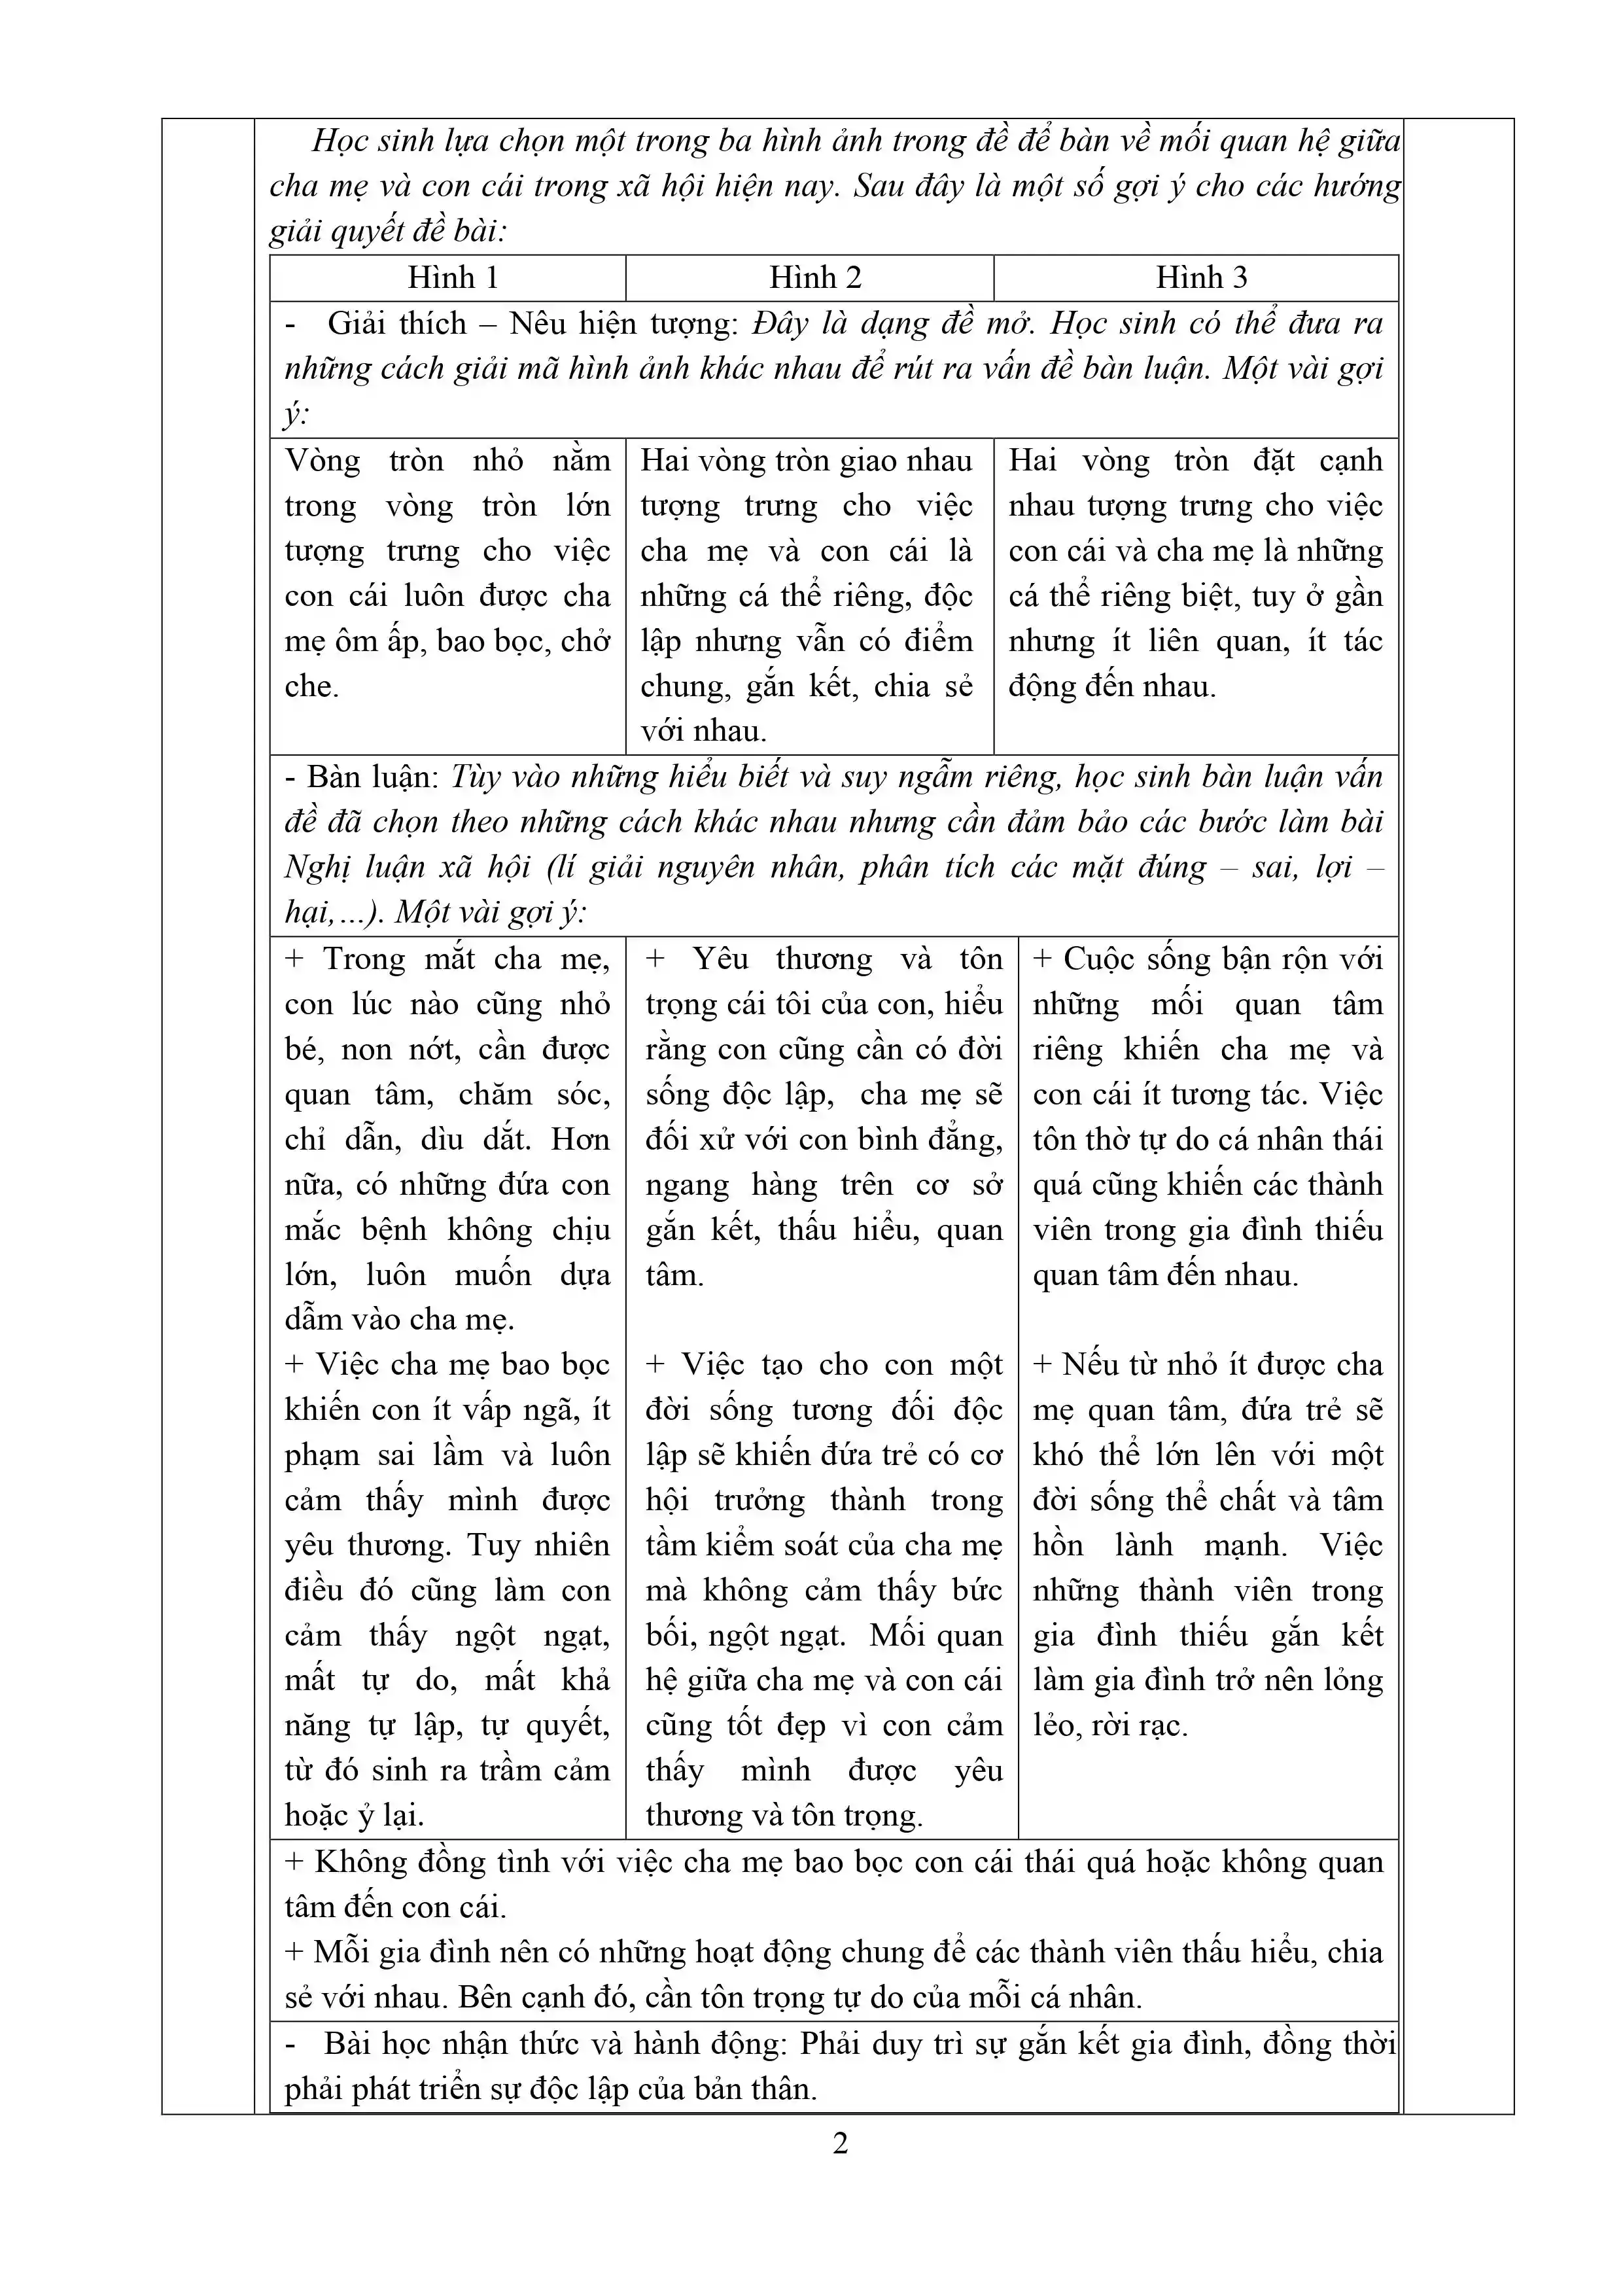 Học sinh lựa chọn một trong ba hình ảnh trong đề để bàn về mối quan hệ giữa
cha mẹ và con cái trong xã hội hiện nay. Sau đây là một số gợi ý cho các hướng
giải quyết đề bài:
Hình 1
Hình 2
Hình 3
- Giải thích – Nêu hiện tượng: Đây là dạng đề mở. Học sinh có thể đưa ra
những cách giải mã hình ảnh khác nhau để rút ra vấn đề bàn luận. Một vài gợi
ý:
Vòng tròn nhỏ nằm
trong vòng tròn lớn
tượng trưng cho việc
con cái luôn được cha
mẹ ôm ấp, bao bọc, chở
che.
Hai vòng tròn giao nhau
tượng trưng cho việc
cha mẹ và con cái là
những cá thể riêng, độc
lập nhưng vẫn có điểm
chung, gắn kết, chia sẻ
với nhau.
Hai vòng tròn đặt cạnh
nhau tượng trưng cho việc
con cái và cha mẹ là những
cá thể riêng biệt, tuy ở gần
nhưng ít liên quan, ít tác
động đến nhau.
- Bàn luận: Tùy vào những hiểu biết và suy ngẫm riêng, học sinh bàn luận vấn
đề đã chọn theo những cách khác nhau nhưng cần đảm bảo các bước làm bài
Nghị luận xã hội (lí giải nguyên nhân, phân tích các mặt đúng – sai, lợi –
hại,…). Một vài gợi ý:
+ Trong mắt cha mẹ,
con lúc nào cũng nhỏ
bé, non nớt, cần được
quan tâm, chăm sóc,
chỉ dẫn, dìu dắt. Hơn
nữa, có những đứa con
mắc bệnh không chịu
lớn, luôn muốn dựa
dẫm vào cha mẹ.
+ Việc cha mẹ bao bọc
khiến con ít vấp ngã, ít
phạm sai lầm và luôn
cảm thấy mình được
yêu thương. Tuy nhiên
điều đó cũng làm con
cảm thấy ngột ngạt,
mất tự do, mất khả
năng tự lập, tự quyết,
từ đó sinh ra trầm cảm
hoặc ỷ lại.
+ Yêu thương và tôn
trọng cái tôi của con, hiểu
rằng con cũng cần có đời
sống độc lập, cha mẹ sẽ
đối xử với con bình đẳng,
ngang hàng trên cơ sở
gắn kết, thấu hiểu, quan
tâm.
+ Việc tạo cho con một
đời sống tương đối độc
lập sẽ khiến đứa trẻ có cơ
hội trưởng thành trong
tầm kiểm soát của cha mẹ
mà không cảm thấy bức
bối, ngột ngạt. Mối quan
hệ giữa cha mẹ và con cái
cũng tốt đẹp vì con cảm
thấy mình được yêu
thương và tôn trọng.
+ Cuộc sống bận rộn với
những mối quan tâm
riêng khiến cha mẹ và
con cái ít tương tác. Việc
tôn thờ tự do cá nhân thái
quá cũng khiến các thành
viên trong gia đình thiếu
quan tâm đến nhau.
+ Nếu từ nhỏ ít được cha
mẹ quan tâm, đứa trẻ sẽ
khó thể lớn lên với một
đời sống thể chất và tâm
hồn lành mạnh. Việc
những thành viên trong
gia đình thiếu gắn kết
làm gia đình trở nên lỏng
lẻo, rời rạc.
+ Không đồng tình với việc cha mẹ bao bọc con cái thái quá hoặc không quan
tâm đến con cái.
+ Mỗi gia đình nên có những hoạt động chung để các thành viên thấu hiểu, chia
sẻ với nhau. Bên cạnh đó, cần tôn trọng tự do của mỗi cá nhân.
- Bài học nhận thức và hành động: Phải duy trì sự gắn kết gia đình, đồng thời
phải phát triển sự độc lập của bản thân.
2